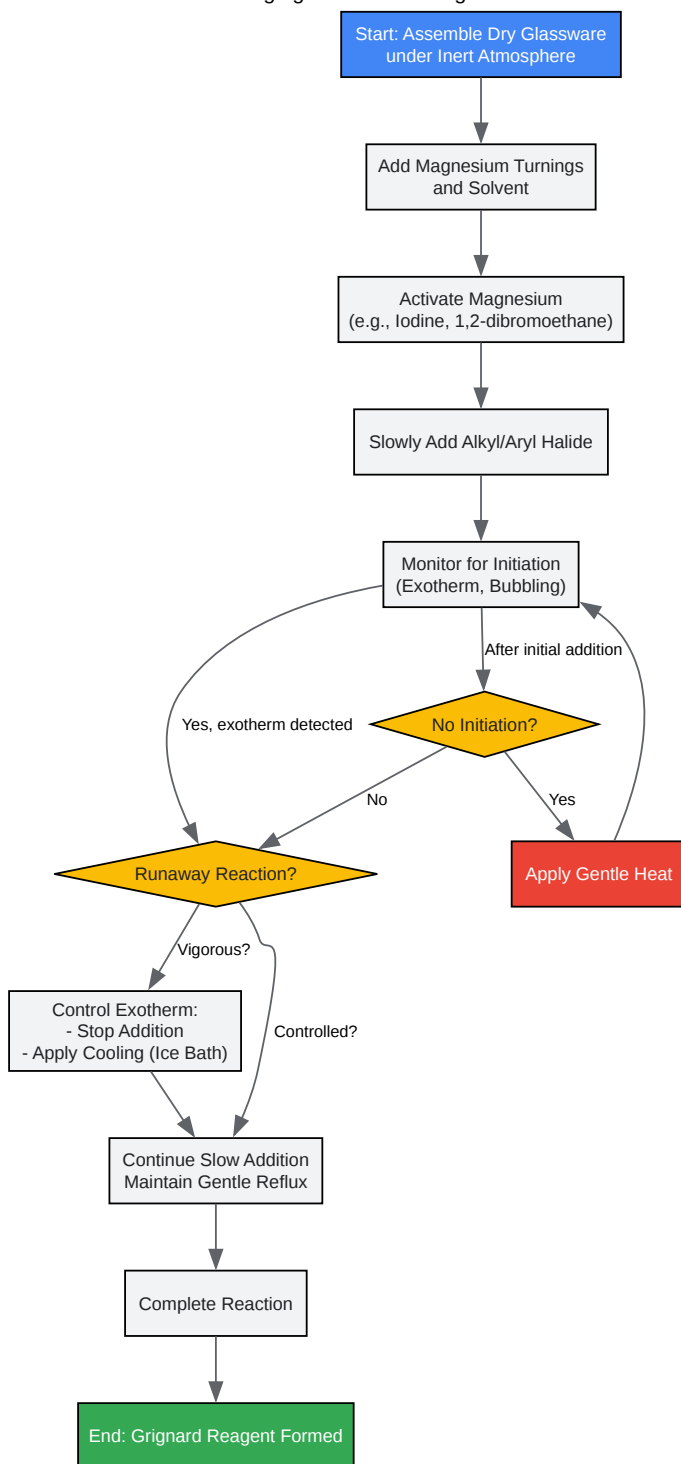 Start: Assemble Dry Glassware
under Inert Atmosphere
Add Magnesium Turnings
and Solvent
Activate Magnesium
(e.g., Iodine, 1,2-dibromoethane)
Slowly Add Alkyl/Aryl Halide
Monitor for Initiation
(Exotherm, Bubbling)
After initial addition
Yes, exotherm detected
No Initiation?
No
Yes
Runaway Reaction?
Apply Gentle Heat
Vigorous?
Control Exotherm:
- Stop Addition
- Apply Cooling (Ice Bath)
Controlled?
Continue Slow Addition
Maintain Gentle Reflux
Complete Reaction
End: Grignard Reagent Formed